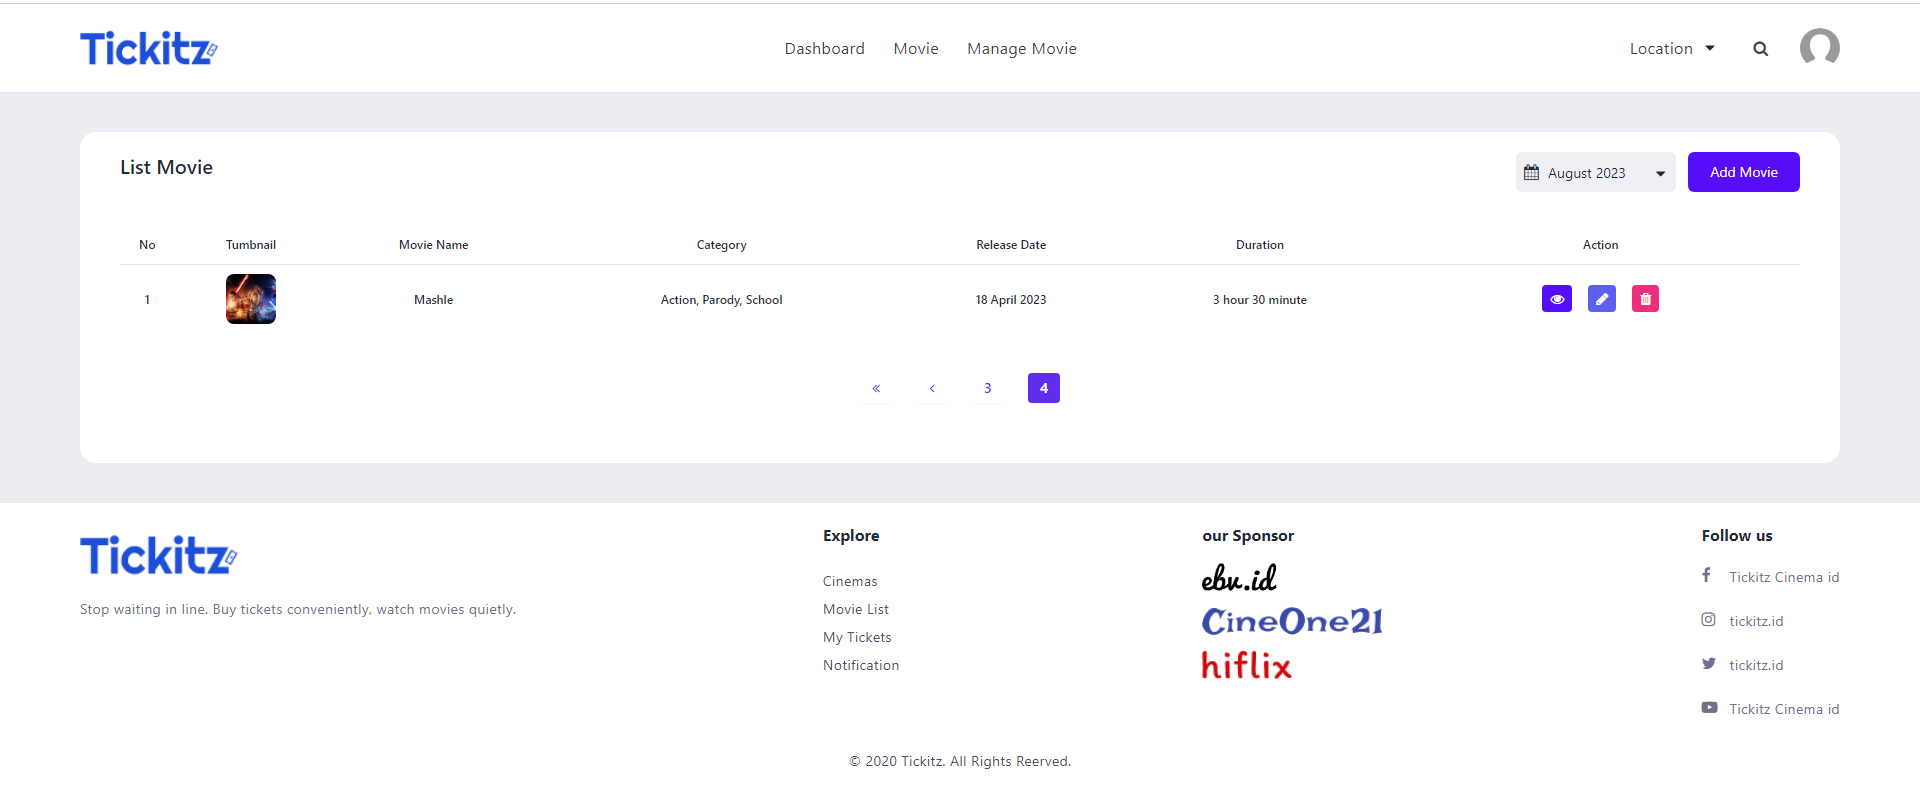 Tickitz
Dashboard Movie Manage Movie
Location
List Movie
August 2023
Add Movie
No Tumbnail Movie Name Category Release Date Duration Action
1 Mashle Action, Parody, School 18 April 2023 3 hour 30 minute
« ‹ 3 4
Tickitz
Stop waiting in line. Buy tickets conveniently, watch movies quietly.
Explore
Cinemas
Movie List
My Tickets
Notification
our Sponsor
ebv.id
CineOne21
hiflix
Follow us
Tickitz Cinema id
tickitz.id
tickitz.id
Tickitz Cinema id
© 2020 Tickitz. All Rights Reerved.